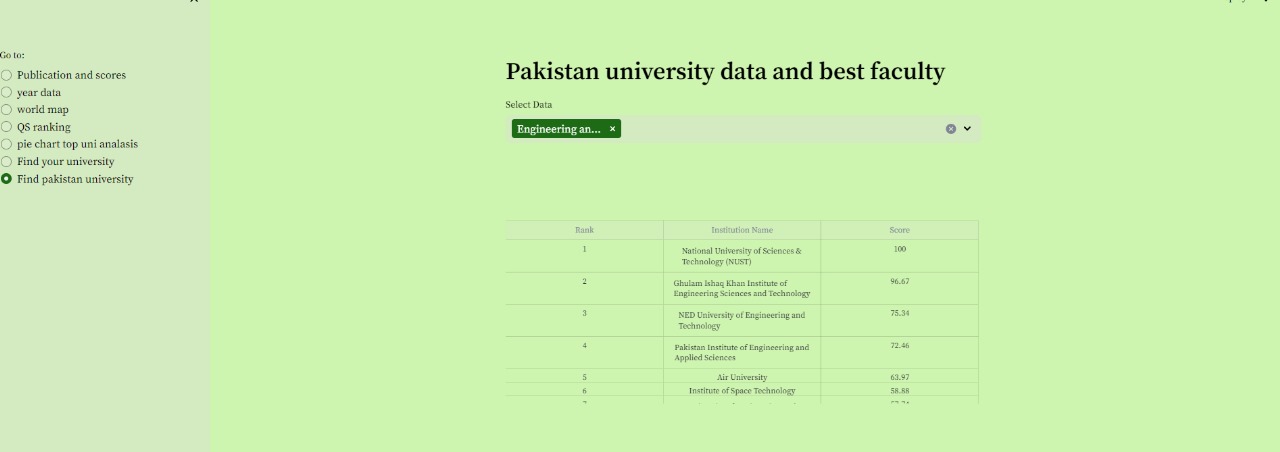 Go to:
Publication and scores
year data
world map
QS ranking
pie chart top uni analasis
Find your university
Find pakistan university
Pakistan university data and best faculty
Select Data
Engineering an... ×
Rank Institution Name Score
1 National University of Sciences & 100
Technology (NUST)
2 Ghulam Ishaq Khan Institute of 96.67
Engineering Sciences and Technology
3 NED University of Engineering and 75.34
Technology
4 Pakistan Institute of Engineering and 72.46
Applied Sciences
5 Air University 63.97
6 Institute of Space Technology 58.88